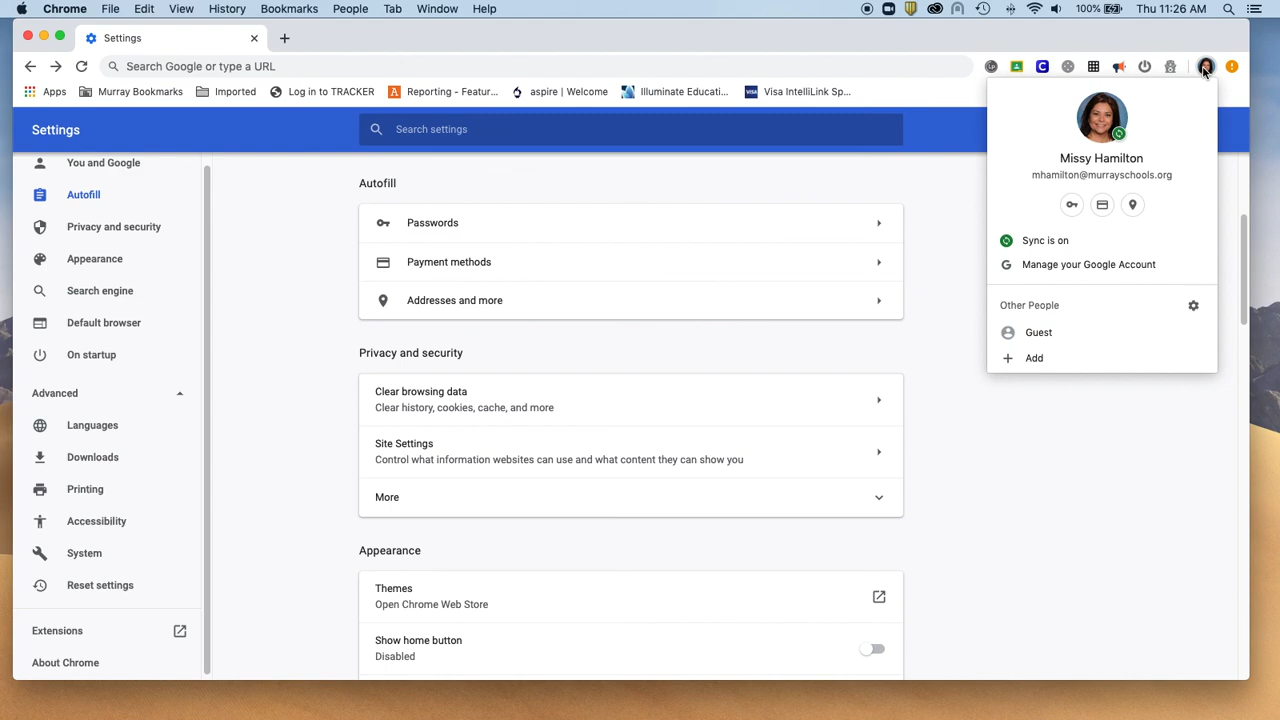 Chrome File Edit View History Bookmarks People Tab Window Help 100% Thu 11:26 AM
Settings
Search Google or type a URL
Apps Murray Bookmarks Imported Log in to TRACKER Reporting - Featur... aspire | Welcome Illuminate Educati... Visa IntelliLink Sp...
Settings
Search settings
You and Google
Autofill
Privacy and security
Appearance
Search engine
Default browser
On startup
Advanced
Languages
Downloads
Printing
Accessibility
System
Reset settings
Extensions
About Chrome
Autofill
Passwords
Payment methods
Addresses and more
Privacy and security
Clear browsing data
Clear history, cookies, cache, and more
Site Settings
Control what information websites can use and what content they can show you
More
Appearance
Themes
Open Chrome Web Store
Show home button
Disabled
Missy Hamilton
mhamilton@murrayschools.org
Sync is on
Manage your Google Account
Other People
Guest
Add